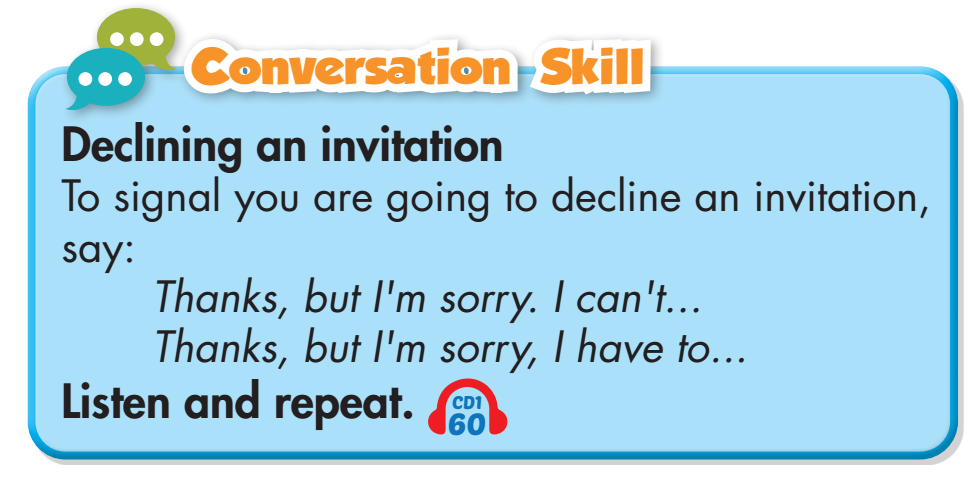 Conversation Skill
Declining an invitation
To signal you are going to decline an invitation,
say:
Thanks, but I'm sorry. I can't...
Thanks, but I'm sorry, I have to...
Listen and repeat. CD1
60